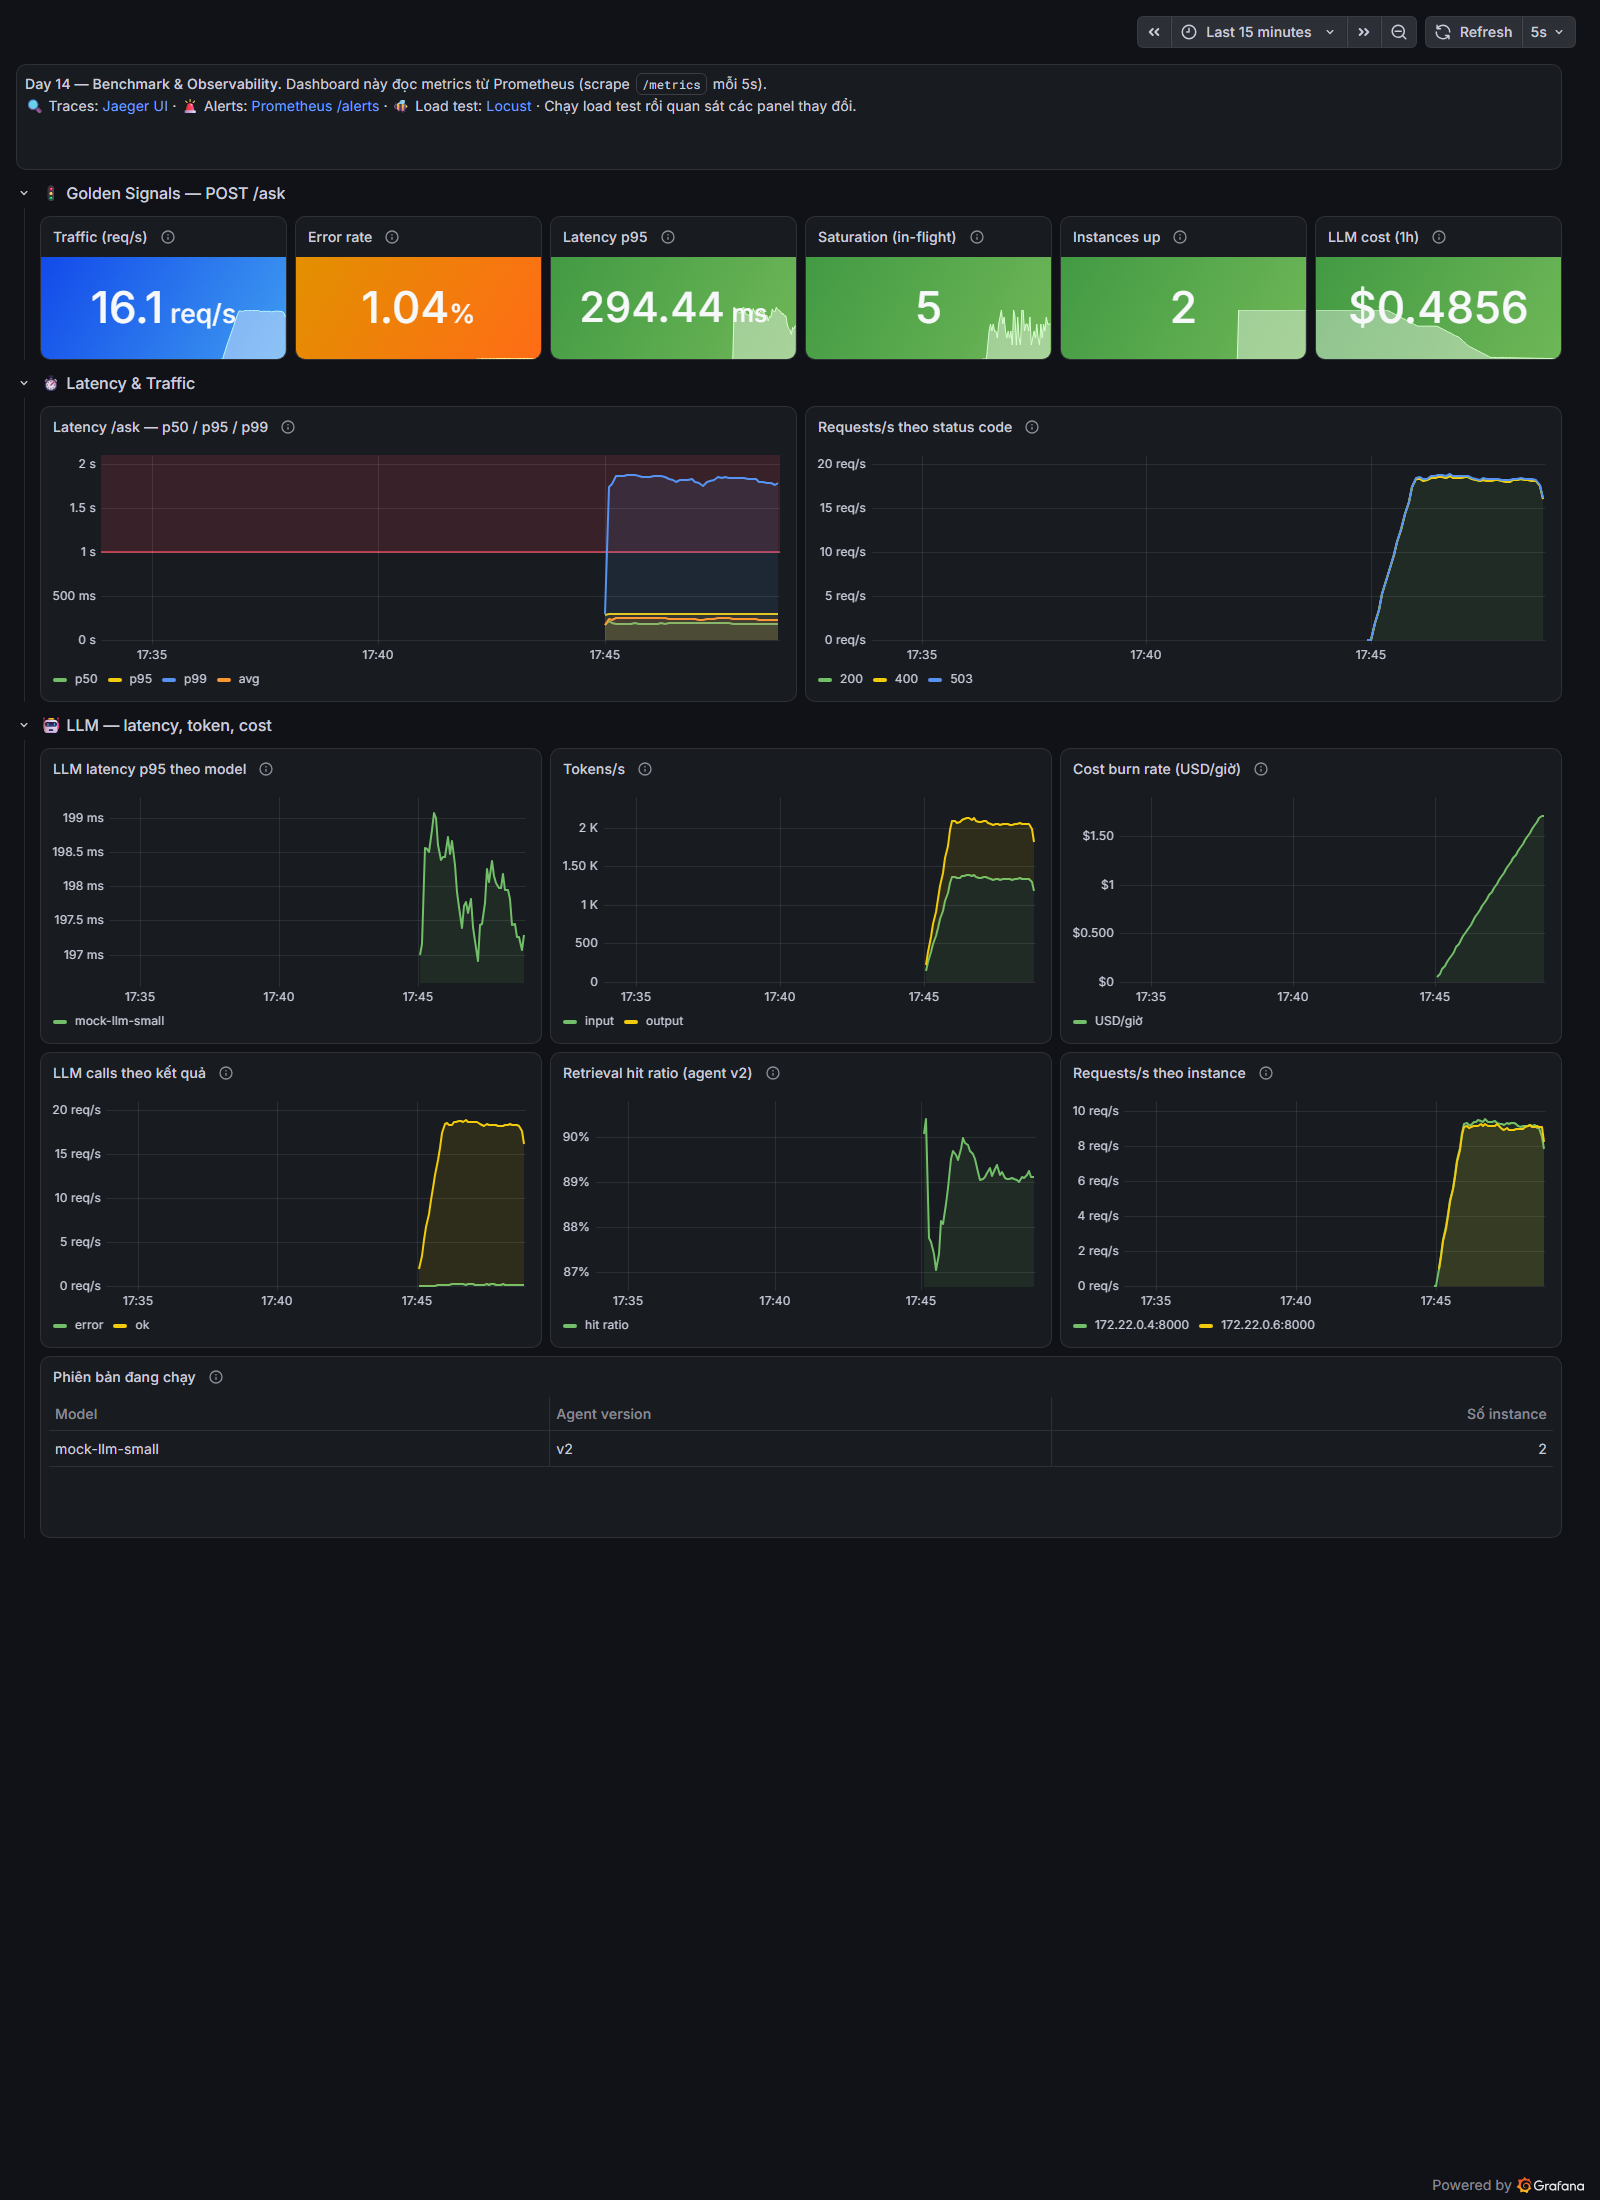 Last 15 minutes
Refresh
5s
Day 14 — Benchmark & Observability. Dashboard này đọc metrics từ Prometheus (scrape /metrics mỗi 5s).
Traces: Jaeger UI · Alerts: Prometheus /alerts · Load test: Locust · Chạy load test rồi quan sát các panel thay đổi.
Golden Signals — POST /ask
Traffic (req/s)
16.1 req/s
Error rate
1.04%
Latency p95
294.44 ms
Saturation (in-flight)
5
Instances up
2
LLM cost (1h)
$0.4856
Latency & Traffic
Latency /ask — p50 / p95 / p99
2 s
1.5 s
1 s
500 ms
0 s
17:35 17:40 17:45
p50 p95 p99 avg
Requests/s theo status code
20 req/s
15 req/s
10 req/s
5 req/s
0 req/s
17:35 17:40 17:45
200 400 503
LLM — latency, token, cost
LLM latency p95 theo model
199 ms
198.5 ms
198 ms
197.5 ms
197 ms
17:35 17:40 17:45
mock-llm-small
Tokens/s
2 K
1.50 K
1 K
500
0
17:35 17:40 17:45
input output
Cost burn rate (USD/giờ)
$1.50
$1
$0.500
$0
17:35 17:40 17:45
USD/giờ
LLM calls theo kết quả
20 req/s
15 req/s
10 req/s
5 req/s
0 req/s
17:35 17:40 17:45
error ok
Retrieval hit ratio (agent v2)
90%
89%
88%
87%
17:35 17:40 17:45
hit ratio
Requests/s theo instance
10 req/s
8 req/s
6 req/s
4 req/s
2 req/s
0 req/s
17:35 17:40 17:45
172.22.0.4:8000 172.22.0.6:8000
Phiên bản đang chạy
Model Agent version Số instance
mock-llm-small v2 2
Powered by Grafana